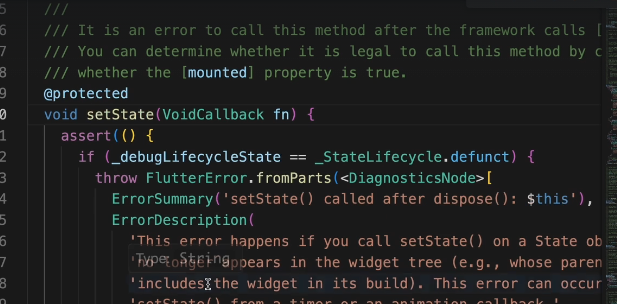 5 ///
6 /// It is an error to call this method after the framework calls [
7 /// You can determine whether it is legal to call this method by c
8 /// whether the [mounted] property is true.
9 @protected
0 void setState(VoidCallback fn) {
1 assert(() {
2 if (_debugLifecycleState == _StateLifecycle.defunct) {
3 throw FlutterError.fromParts(<DiagnosticsNode>[
4 ErrorSummary('setState() called after dispose(): $this'),
5 ErrorDescription(
6 'This error happens if you call setState() on a State ob
Type: String
7 'no longer appears in the widget tree (e.g., whose paren
8 'includes the widget in its build). This error can occur
'setState() from a timer or an animation callback.'